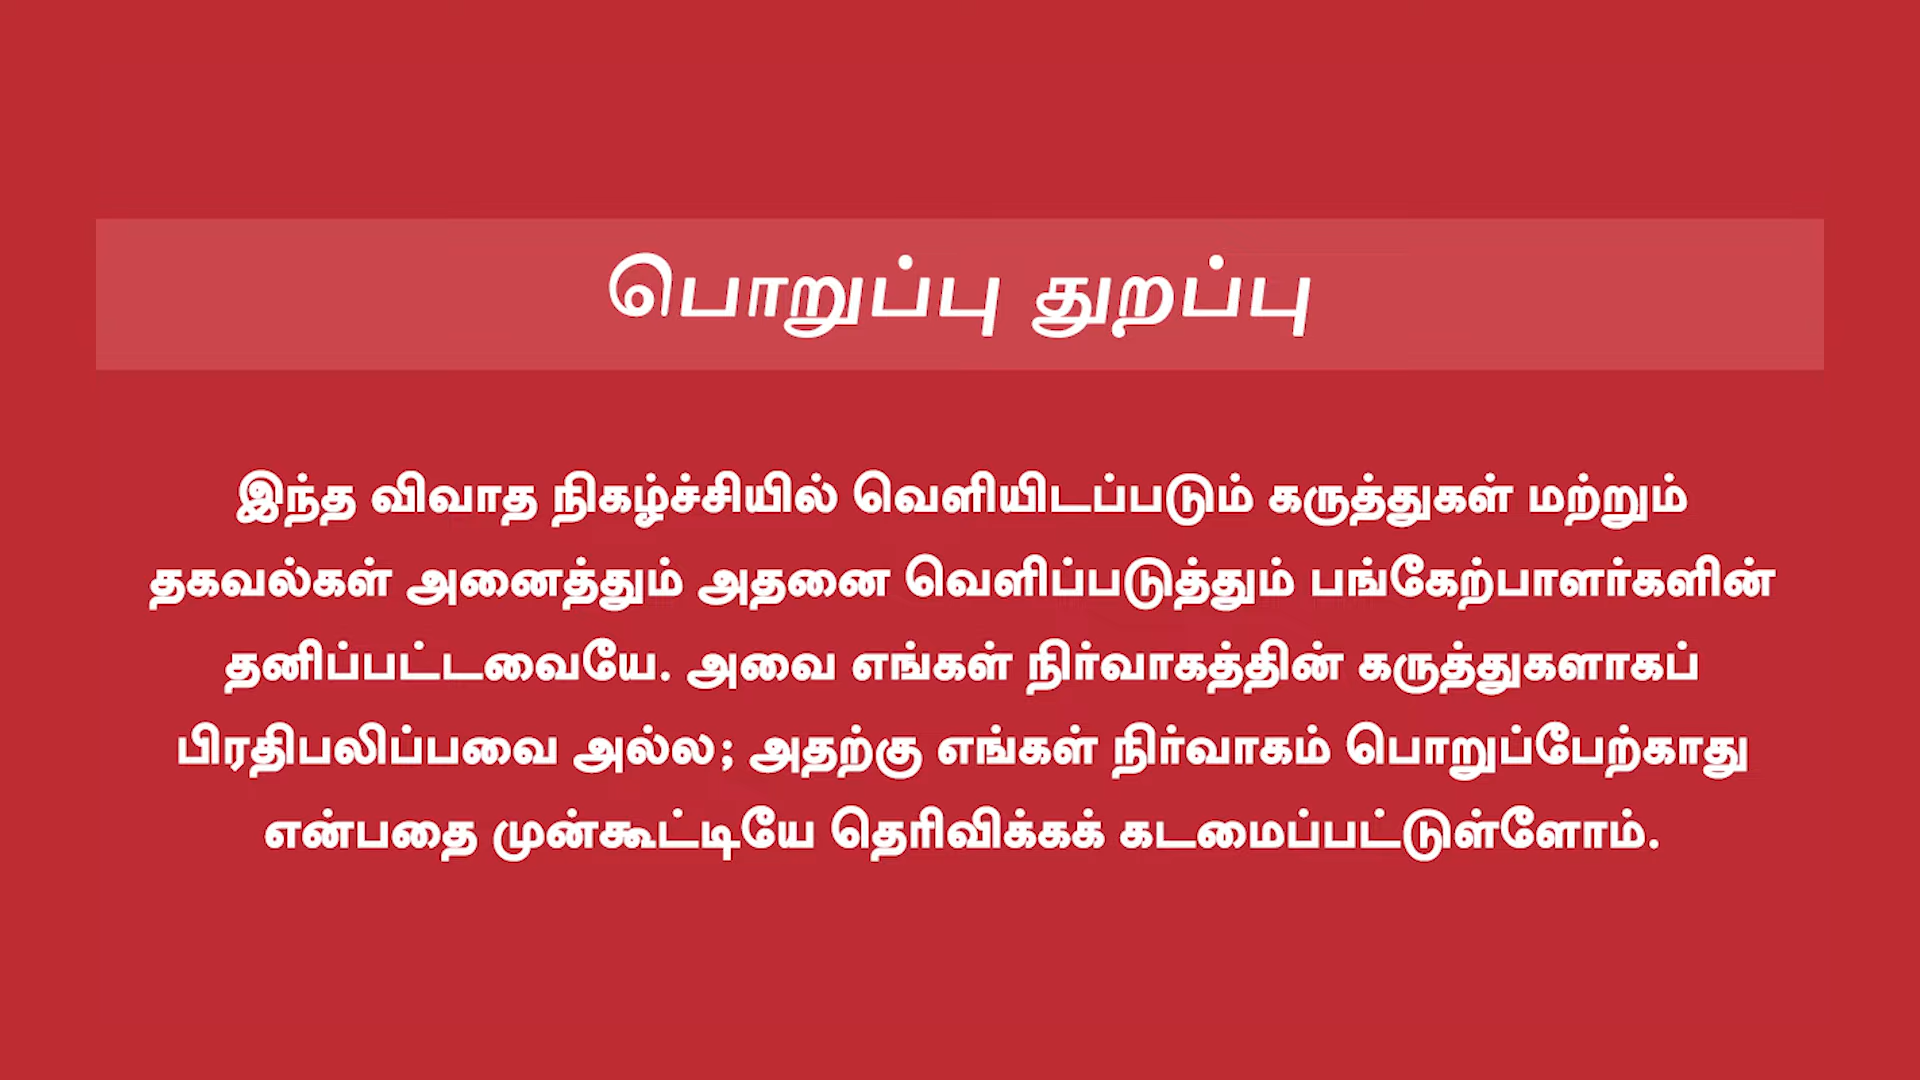 பொறுப்பு துறப்பு
இந்த விவாத நிகழ்ச்சியில் வெளியிடப்படும் கருத்துகள் மற்றும்
தகவல்கள் அனைத்தும் அதனை வெளிப்படுத்தும் பங்கேற்பாளர்களின்
தனிப்பட்டவையே. அவை எங்கள் நிர்வாகத்தின் கருத்துகளாகப்
பிரதிபலிப்பவை அல்ல; அதற்கு எங்கள் நிர்வாகம் பொறுப்பேற்காது
என்பதை முன்கூட்டியே தெரிவிக்கக் கடமைப்பட்டுள்ளோம்.